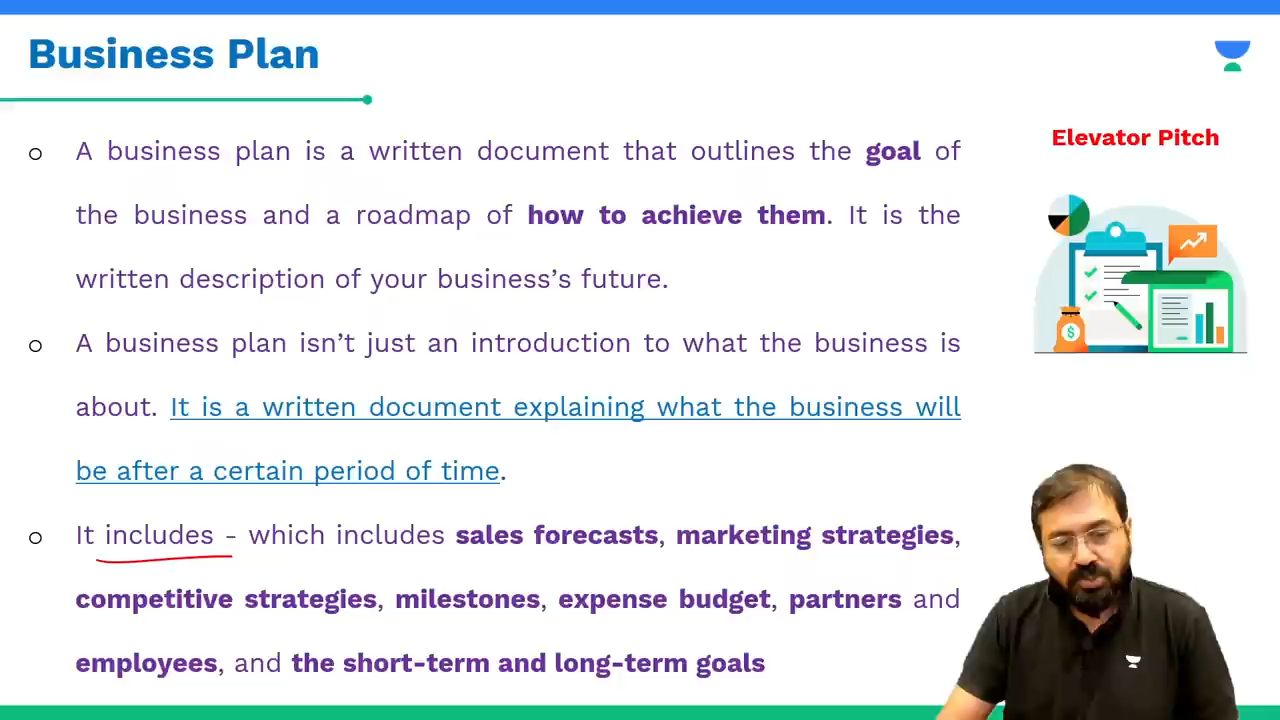 Business Plan
Elevator Pitch
o A business plan is a written document that outlines the goal of
the business and a roadmap of how to achieve them. It is the
written description of your business’s future.
o A business plan isn’t just an introduction to what the business is
about. It is a written document explaining what the business will
be after a certain period of time.
o It includes - which includes sales forecasts, marketing strategies,
competitive strategies, milestones, expense budget, partners and
employees, and the short-term and long-term goals
$